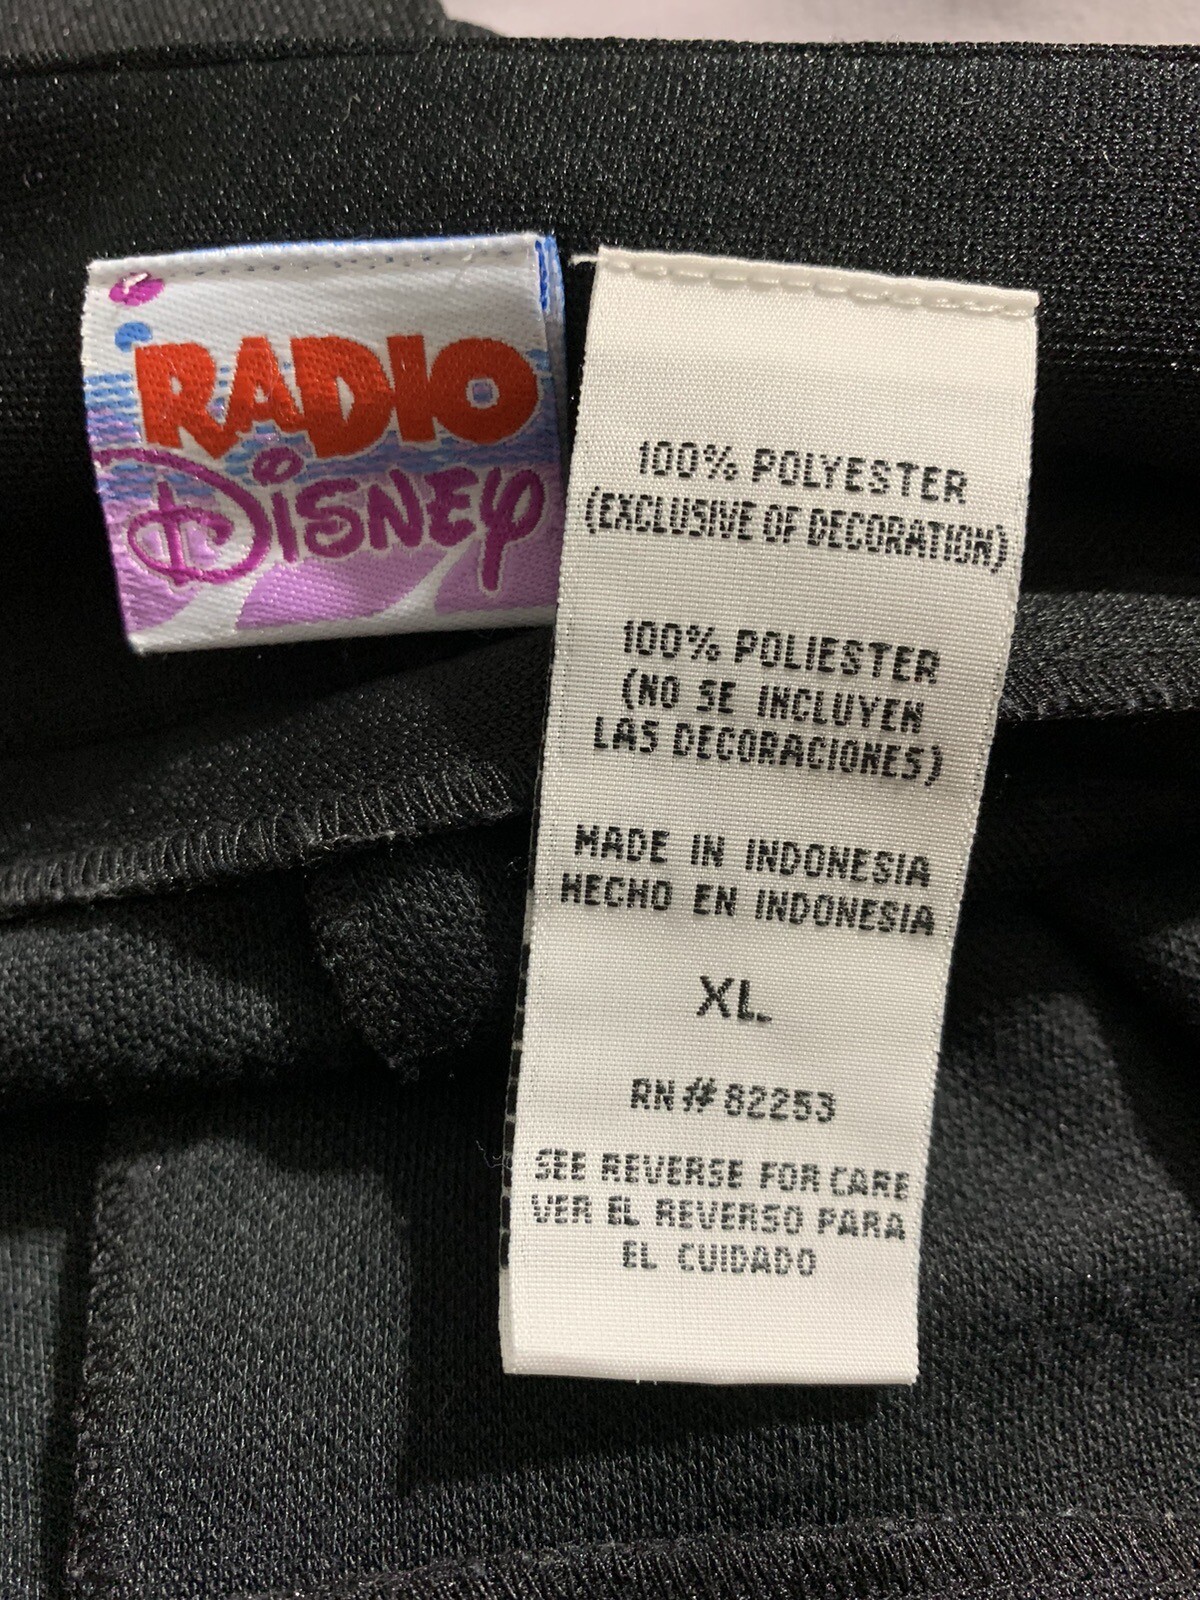 RADIO
DISNEY
100% POLYESTER
(EXCLUSIVE OF DECORATION)
100% POLIESTER
(NO SE INCLUYEN
LAS DECORACIONES)
MADE IN INDONESIA
HECHO EN INDONESIA
XL
RN# 82253
SEE REVERSE FOR CARE
VER EL REVERSO PARA
EL CUIDADO